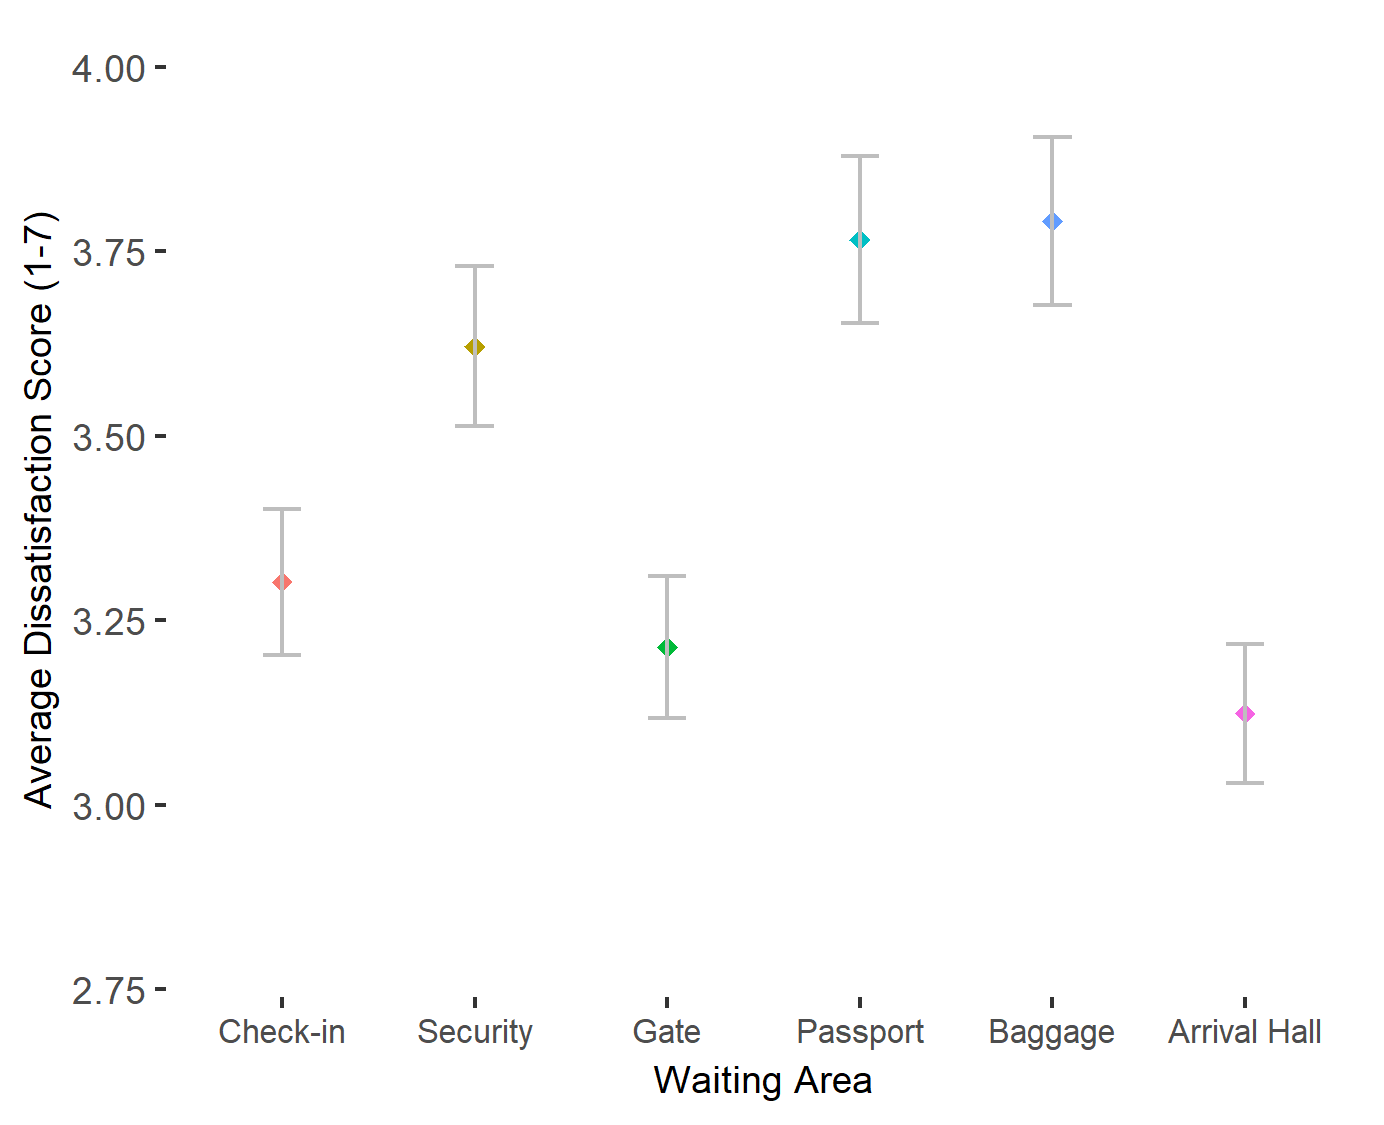 Average Dissatisfaction Score (1-7)
4.00
3.75
3.50
3.25
3.00
2.75
Check-in Security Gate Passport Baggage Arrival Hall
Waiting Area